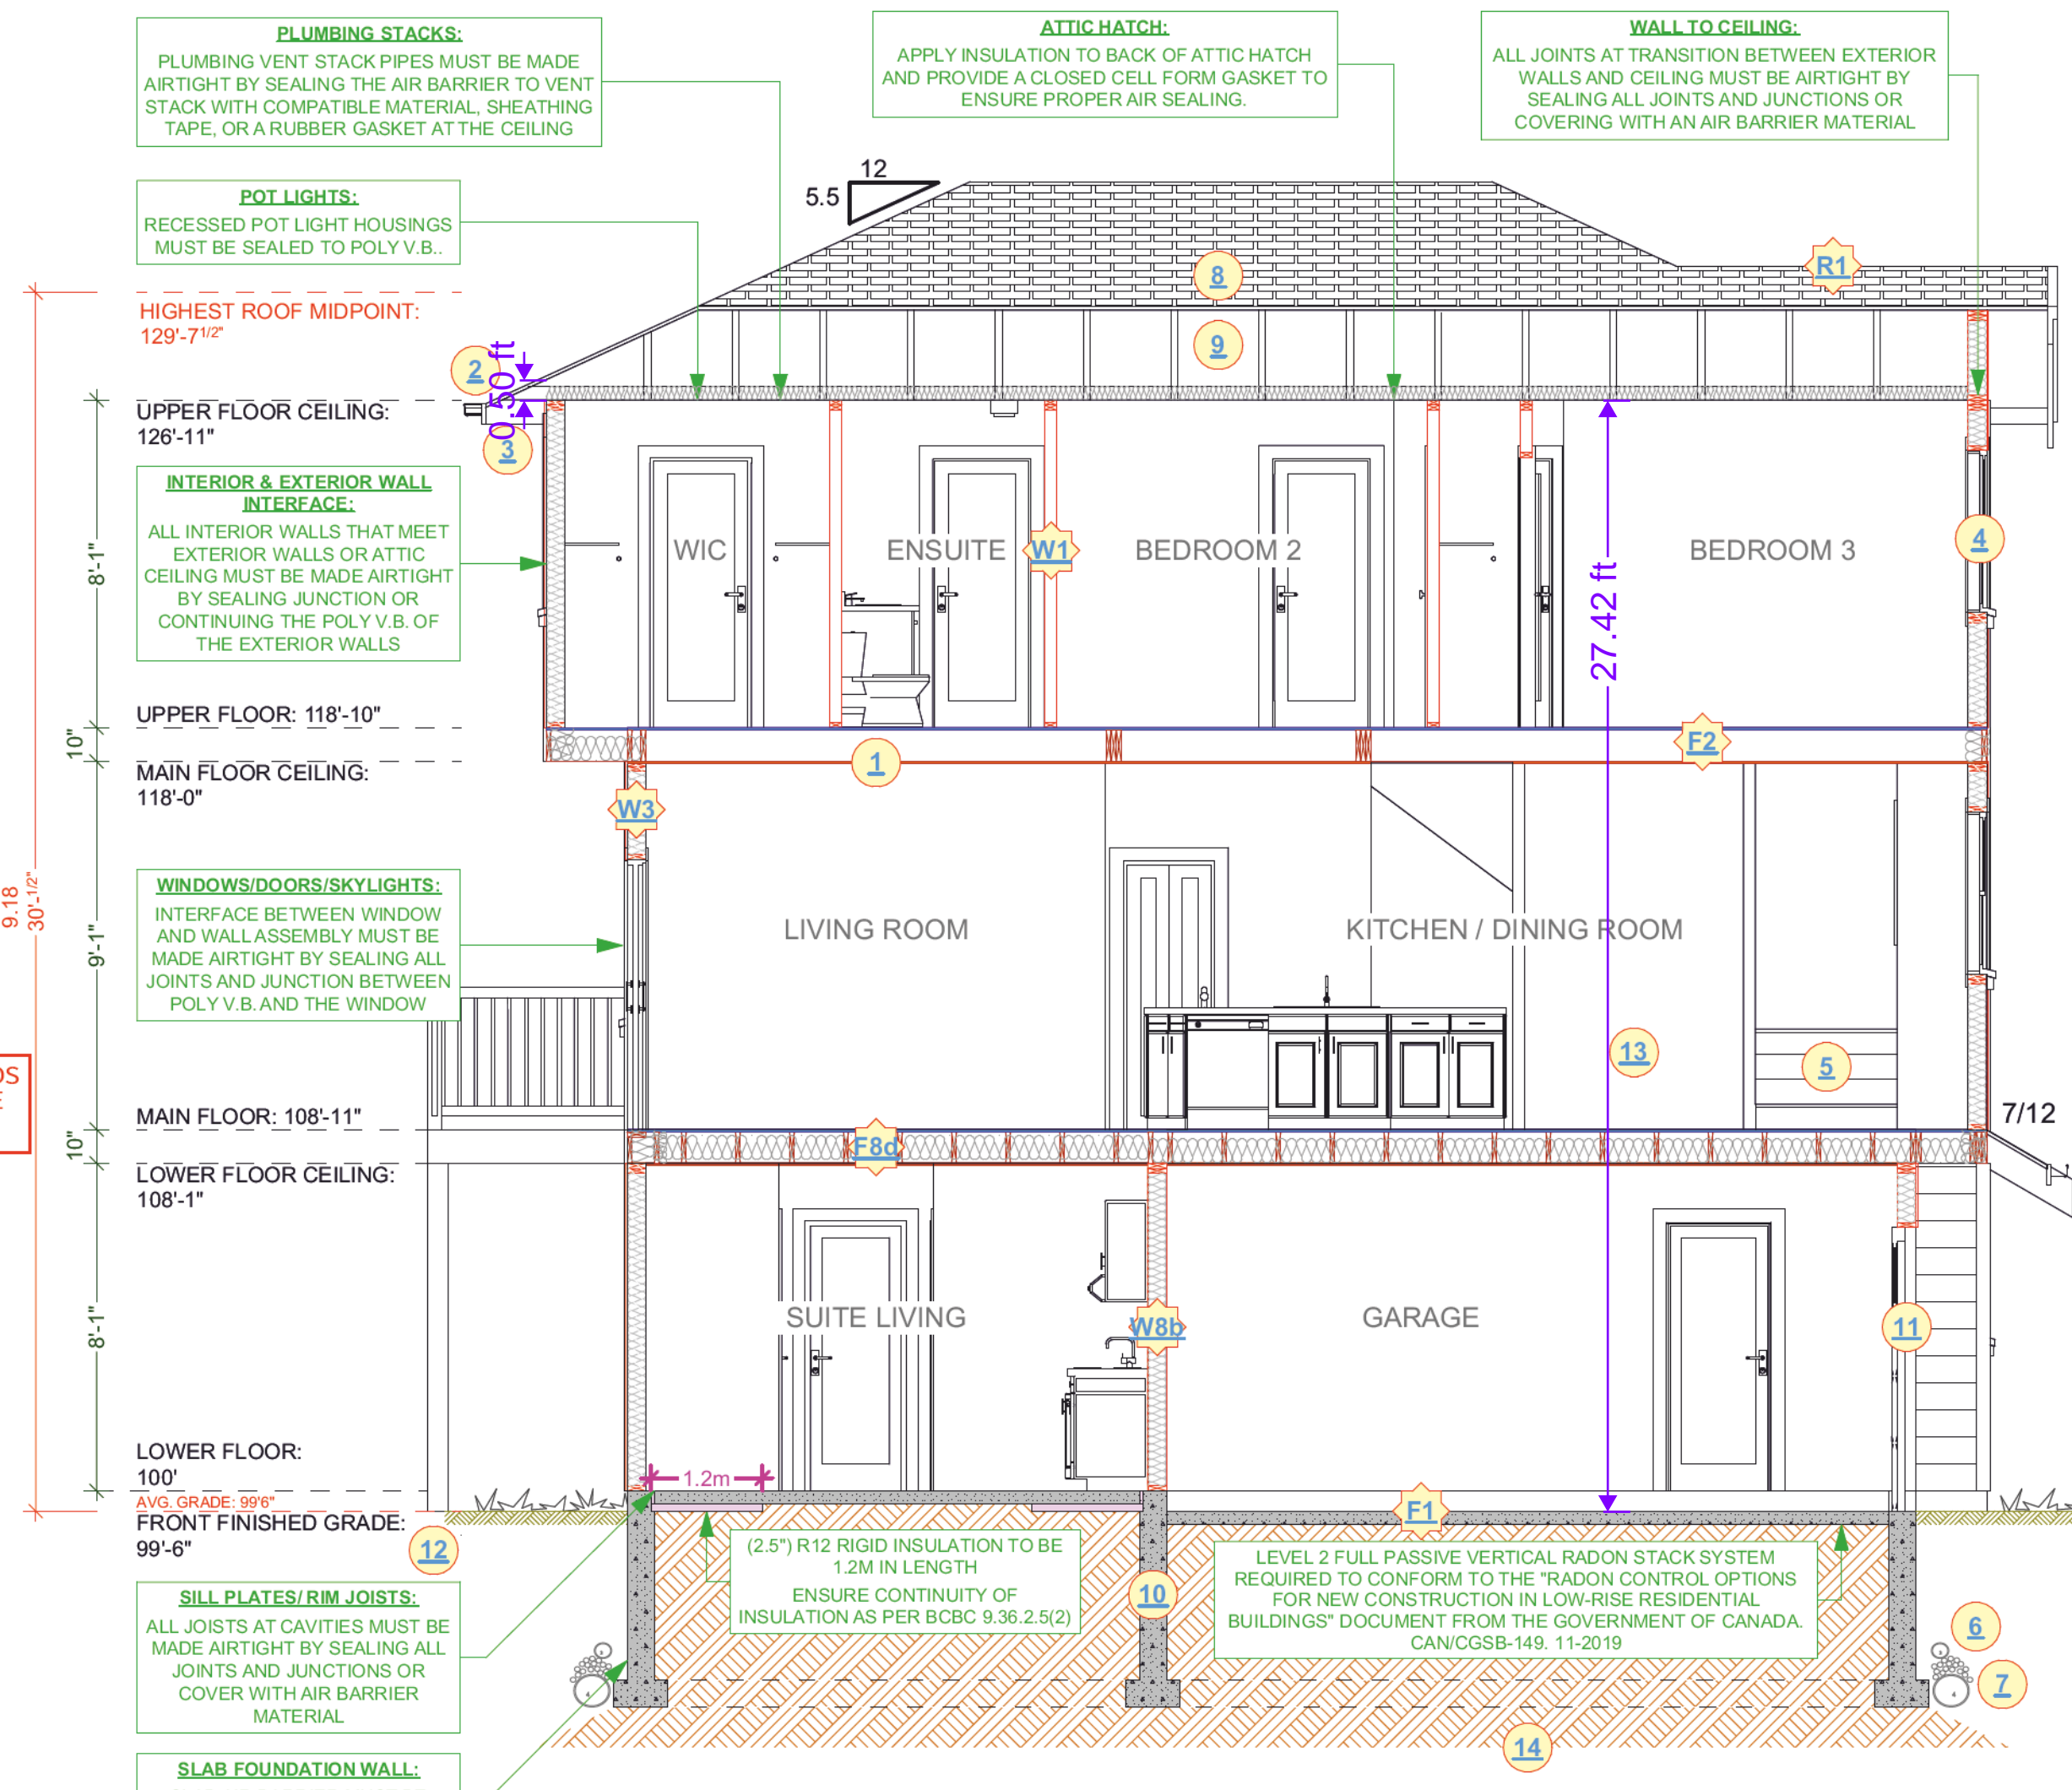 PLUMBING STACKS:
PLUMBING VENT STACK PIPES MUST BE MADE
AIRTIGHT BY SEALING THE AIR BARRIER TO VENT
STACK WITH COMPATIBLE MATERIAL, SHEATHING
TAPE, OR A RUBBER GASKET AT THE CEILING
ATTIC HATCH:
APPLY INSULATION TO BACK OF ATTIC HATCH
AND PROVIDE A CLOSED CELL FORM GASKET TO
ENSURE PROPER AIR SEALING.
WALL TO CEILING:
ALL JOINTS AT TRANSITION BETWEEN EXTERIOR
WALLS AND CEILING MUST BE AIRTIGHT BY
SEALING ALL JOINTS AND JUNCTIONS OR
COVERING WITH AN AIR BARRIER MATERIAL
POT LIGHTS:
RECESSED POT LIGHT HOUSINGS
MUST BE SEALED TO POLY V.B..
12
5.5
8
R1
HIGHEST ROOF MIDPOINT:
129'-7 1/2"
9
2
0.50 ft
3
UPPER FLOOR CEILING:
126'-11"
INTERIOR & EXTERIOR WALL
INTERFACE:
ALL INTERIOR WALLS THAT MEET
EXTERIOR WALLS OR ATTIC
CEILING MUST BE MADE AIRTIGHT
BY SEALING JUNCTION OR
CONTINUING THE POLY V.B. OF
THE EXTERIOR WALLS
8'-1"
WIC
ENSUITE
W1
BEDROOM 2
27.42 ft
BEDROOM 3
4
UPPER FLOOR: 118'-10"
10"
1
F2
MAIN FLOOR CEILING:
118'-0"
W3
9.18
30'-1/2"
9'-1"
WINDOWS/DOORS/SKYLIGHTS:
INTERFACE BETWEEN WINDOW
AND WALL ASSEMBLY MUST BE
MADE AIRTIGHT BY SEALING ALL
JOINTS AND JUNCTION BETWEEN
POLY V.B. AND THE WINDOW
LIVING ROOM
KITCHEN / DINING ROOM
13
5
MAIN FLOOR: 108'-11"
7/12
10"
F8d
LOWER FLOOR CEILING:
108'-1"
8'-1"
SUITE LIVING
W8b
GARAGE
11
LOWER FLOOR:
100'
1.2m
AVG. GRADE: 99'6"
FRONT FINISHED GRADE:
99'-6"
12
F1
(2.5") R12 RIGID INSULATION TO BE
1.2M IN LENGTH
ENSURE CONTINUITY OF
INSULATION AS PER BCBC 9.36.2.5(2)
10
LEVEL 2 FULL PASSIVE VERTICAL RADON STACK SYSTEM
REQUIRED TO CONFORM TO THE "RADON CONTROL OPTIONS
FOR NEW CONSTRUCTION IN LOW-RISE RESIDENTIAL
BUILDINGS" DOCUMENT FROM THE GOVERNMENT OF CANADA.
CAN/CGSB-149. 11-2019
SILL PLATES/ RIM JOISTS:
ALL JOISTS AT CAVITIES MUST BE
MADE AIRTIGHT BY SEALING ALL
JOINTS AND JUNCTIONS OR
COVER WITH AIR BARRIER
MATERIAL
6
7
14
SLAB FOUNDATION WALL: